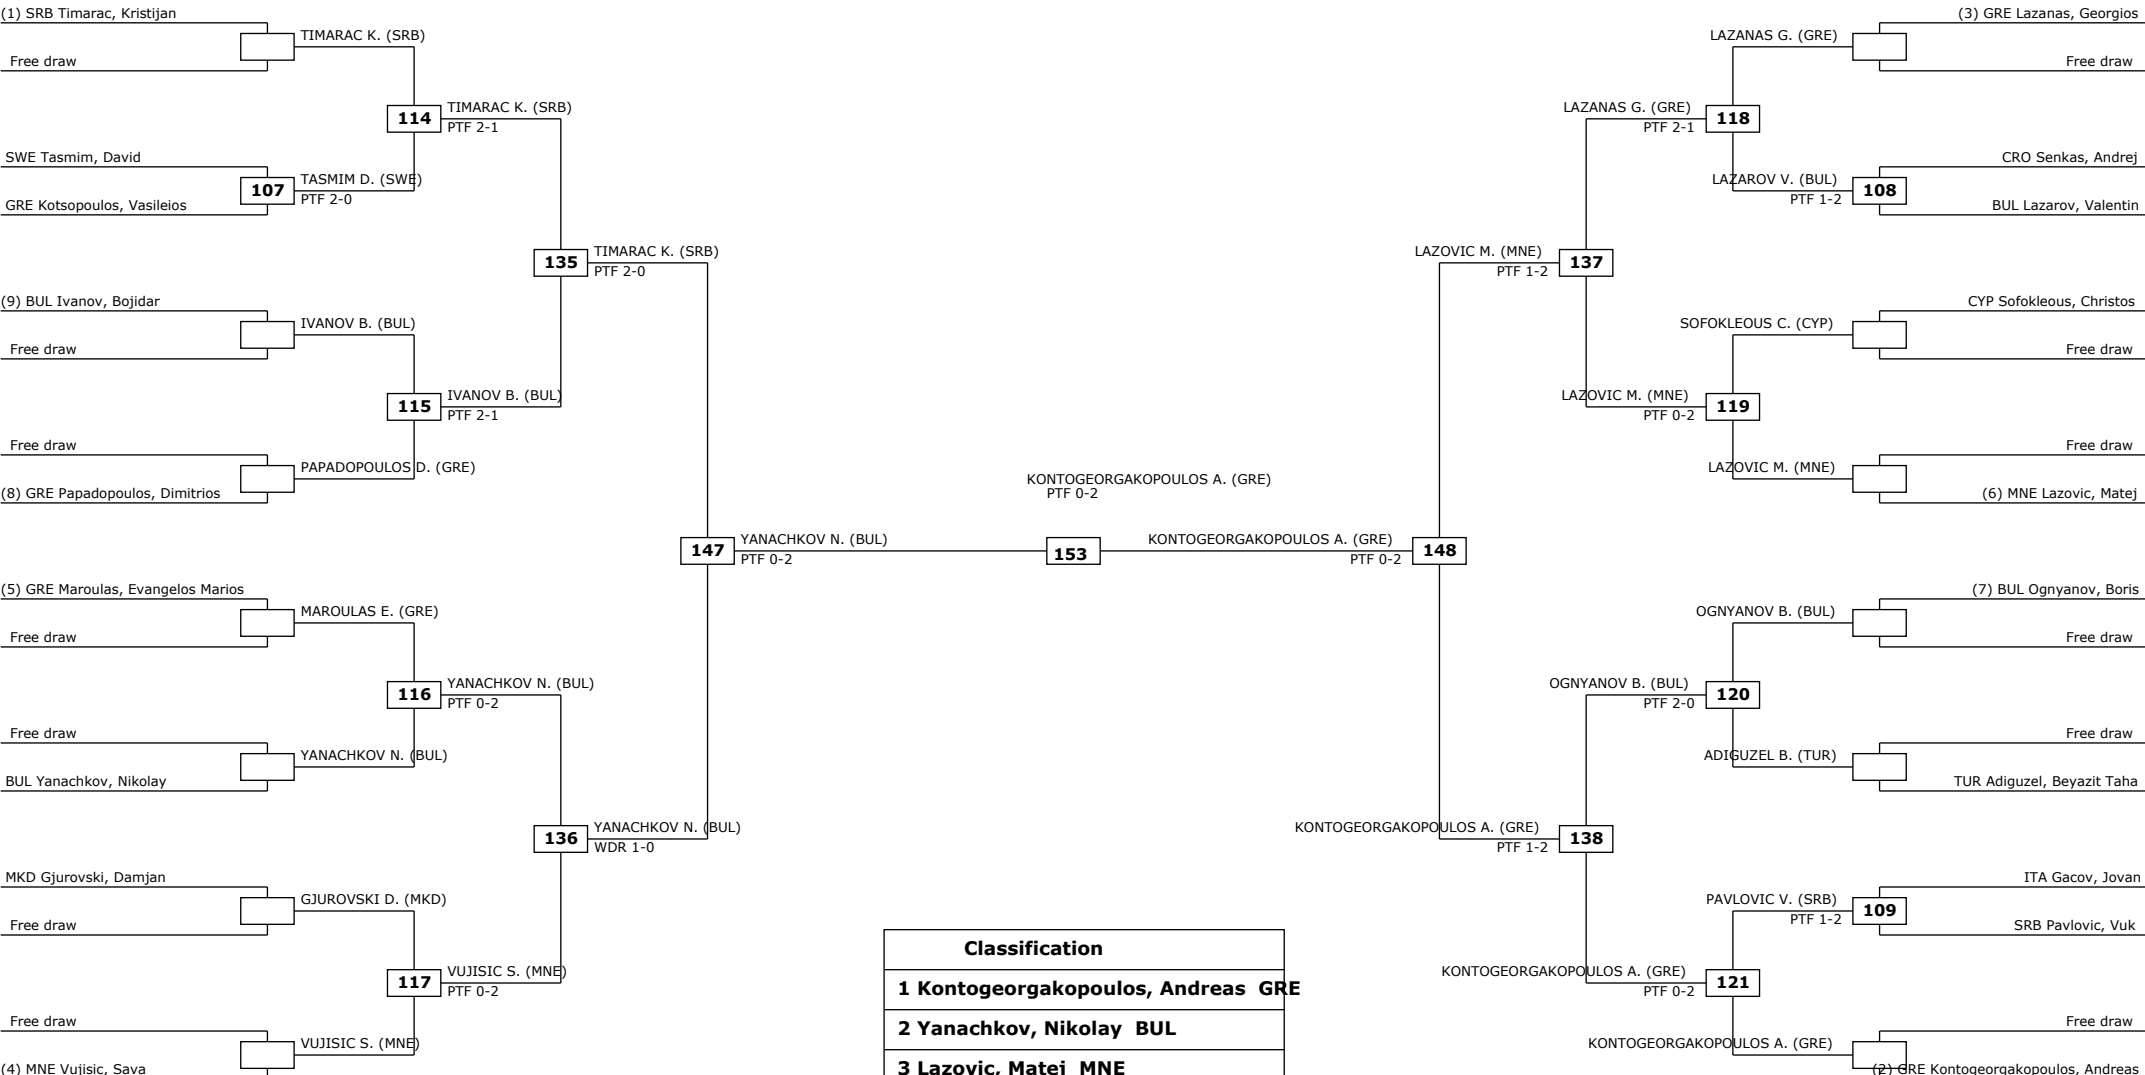 (1) SRB Timarac, Kristijan
Free draw
TIMARAC K. (SRB)
114
TIMARAC K. (SRB)
PTF 2-1
SWE Tasmim, David
107
TASMIM D. (SWE)
PTF 2-0
GRE Kotsopoulos, Vasileios
135
TIMARAC K. (SRB)
PTF 2-0
(9) BUL Ivanov, Bojidar
IVANOV B. (BUL)
Free draw
115
IVANOV B. (BUL)
PTF 2-1
Free draw
PAPADOPOULOS D. (GRE)
(8) GRE Papadopoulos, Dimitrios
147
YANACHKOV N. (BUL)
PTF 0-2
(5) GRE Maroulas, Evangelos Marios
MAROULAS E. (GRE)
Free draw
116
YANACHKOV N. (BUL)
PTF 0-2
Free draw
YANACHKOV N. (BUL)
BUL Yanachkov, Nikolay
136
YANACHKOV N. (BUL)
WDR 1-0
MKD Gjurovski, Damjan
GJUROVSKI D. (MKD)
Free draw
117
VUJISIC S. (MNE)
PTF 0-2
Free draw
VUJISIC S. (MNE)
(4) MNE Vujisic, Sava
KONTOGEORGAKOPOULOS A. (GRE)
PTF 0-2
153
(3) GRE Lazanas, Georgios
LAZANAS G. (GRE)
Free draw
LAZANAS G. (GRE)
PTF 2-1
118
CRO Senkas, Andrej
LAZAROV V. (BUL)
PTF 1-2
108
BUL Lazarov, Valentin
LAZOVIC M. (MNE)
PTF 1-2
137
CYP Sofokleous, Christos
SOFOKLEOUS C. (CYP)
Free draw
LAZOVIC M. (MNE)
PTF 0-2
119
Free draw
LAZOVIC M. (MNE)
(6) MNE Lazovic, Matej
KONTOGEORGAKOPOULOS A. (GRE)
PTF 0-2
148
(7) BUL Ognyanov, Boris
OGNYANOV B. (BUL)
Free draw
OGNYANOV B. (BUL)
PTF 2-0
120
Free draw
ADIGUZEL B. (TUR)
TUR Adiguzel, Beyazit Taha
KONTOGEORGAKOPOULOS A. (GRE)
PTF 1-2
138
ITA Gacov, Jovan
PAVLOVIC V. (SRB)
PTF 1-2
109
SRB Pavlovic, Vuk
KONTOGEORGAKOPOULOS A. (GRE)
PTF 0-2
121
Free draw
KONTOGEORGAKOPOULOS A. (GRE)
(2) GRE Kontogeorgakopoulos, Andreas
Classification
1 Kontogeorgakopoulos, Andreas GRE
2 Yanachkov, Nikolay BUL
3 Lazovic, Matej MNE